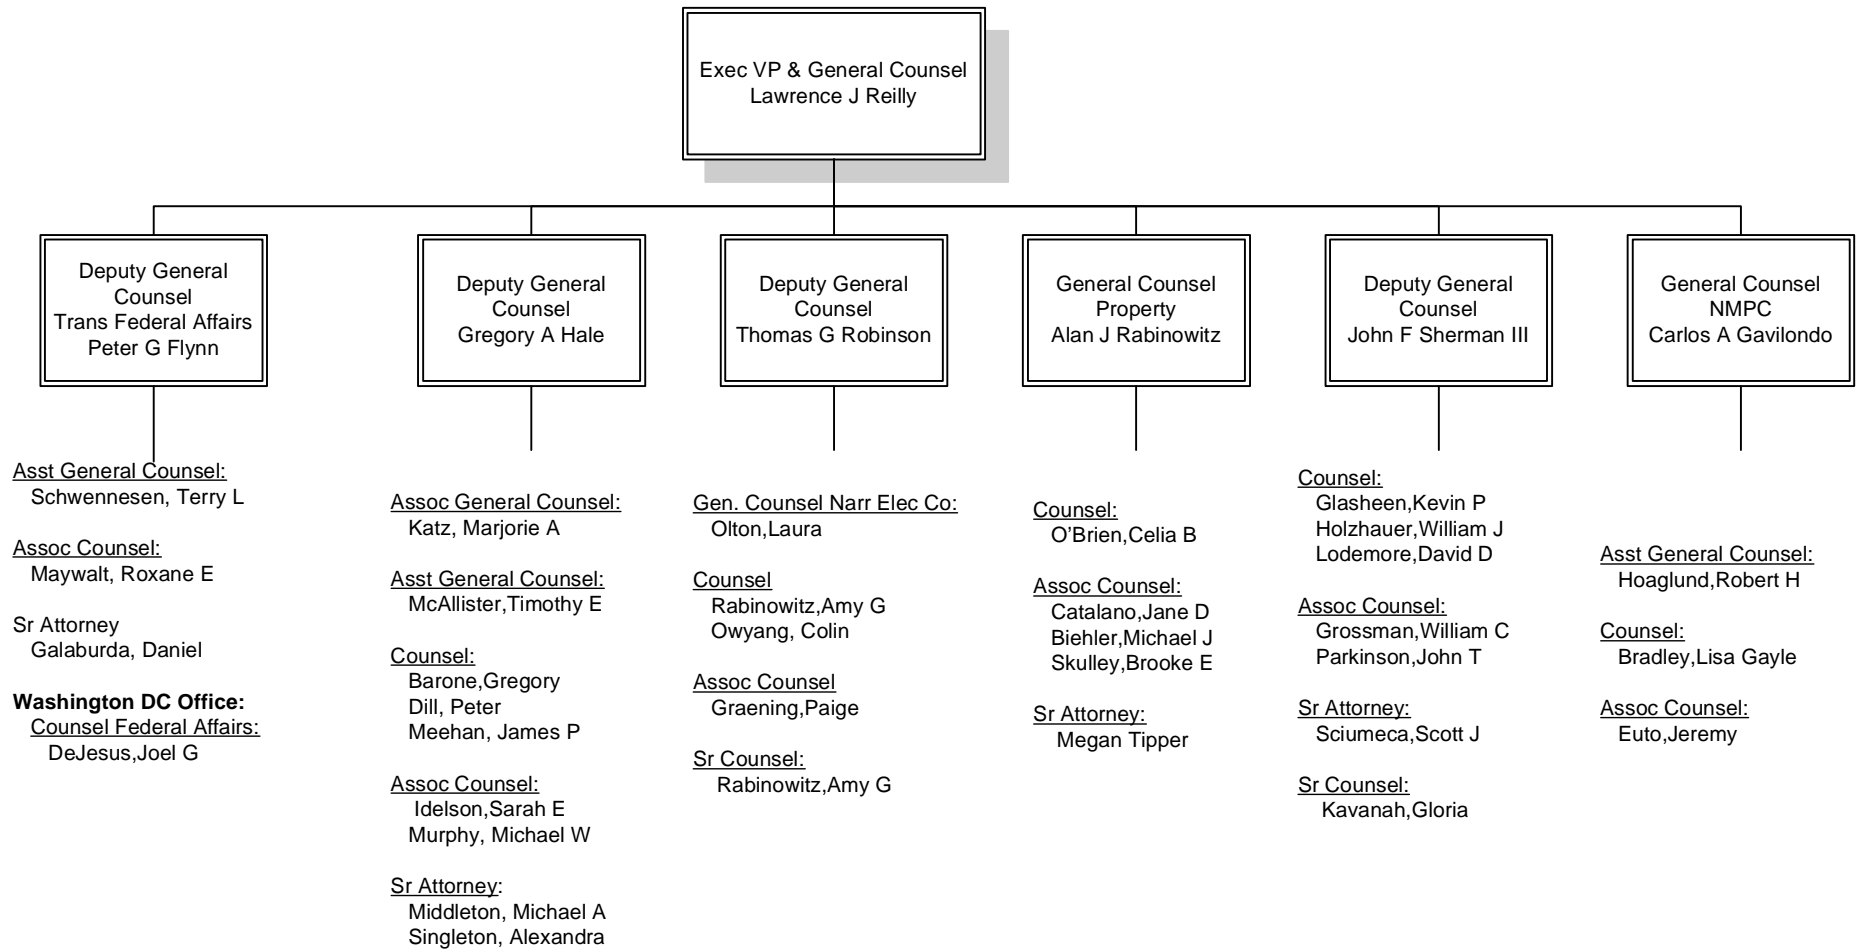 Exec VP & General Counsel
Lawrence J Reilly
Deputy General
Counsel
Trans Federal Affairs
Peter G Flynn
Deputy General
Counsel
Gregory A Hale
Deputy General
Counsel
Thomas G Robinson
General Counsel
Property
Alan J Rabinowitz
Deputy General
Counsel
John F Sherman III
General Counsel
NMPC
Carlos A Gavilondo
Asst General Counsel:
Schwennesen, Terry L
Assoc Counsel:
Maywalt, Roxane E
Sr Attorney
Galaburda, Daniel
Washington DC Office:
Counsel Federal Affairs:
DeJesus,Joel G
Assoc General Counsel:
Katz, Marjorie A
Asst General Counsel:
McAllister,Timothy E
Counsel:
Barone,Gregory
Dill, Peter
Meehan, James P
Assoc Counsel:
Idelson,Sarah E
Murphy, Michael W
Sr Attorney:
Middleton, Michael A
Singleton, Alexandra
Gen. Counsel Narr Elec Co:
Olton,Laura
Counsel
Rabinowitz,Amy G
Owyang, Colin
Assoc Counsel
Graening,Paige
Sr Counsel:
Rabinowitz,Amy G
Counsel:
O’Brien,Celia B
Assoc Counsel:
Catalano,Jane D
Biehler,Michael J
Skulley,Brooke E
Sr Attorney:
Megan Tipper
Counsel:
Glasheen,Kevin P
Holzhauer,William J
Lodemore,David D
Assoc Counsel:
Grossman,William C
Parkinson,John T
Sr Attorney:
Sciumeca,Scott J
Sr Counsel:
Kavanah,Gloria
Asst General Counsel:
Hoaglund,Robert H
Counsel:
Bradley,Lisa Gayle
Assoc Counsel:
Euto,Jeremy